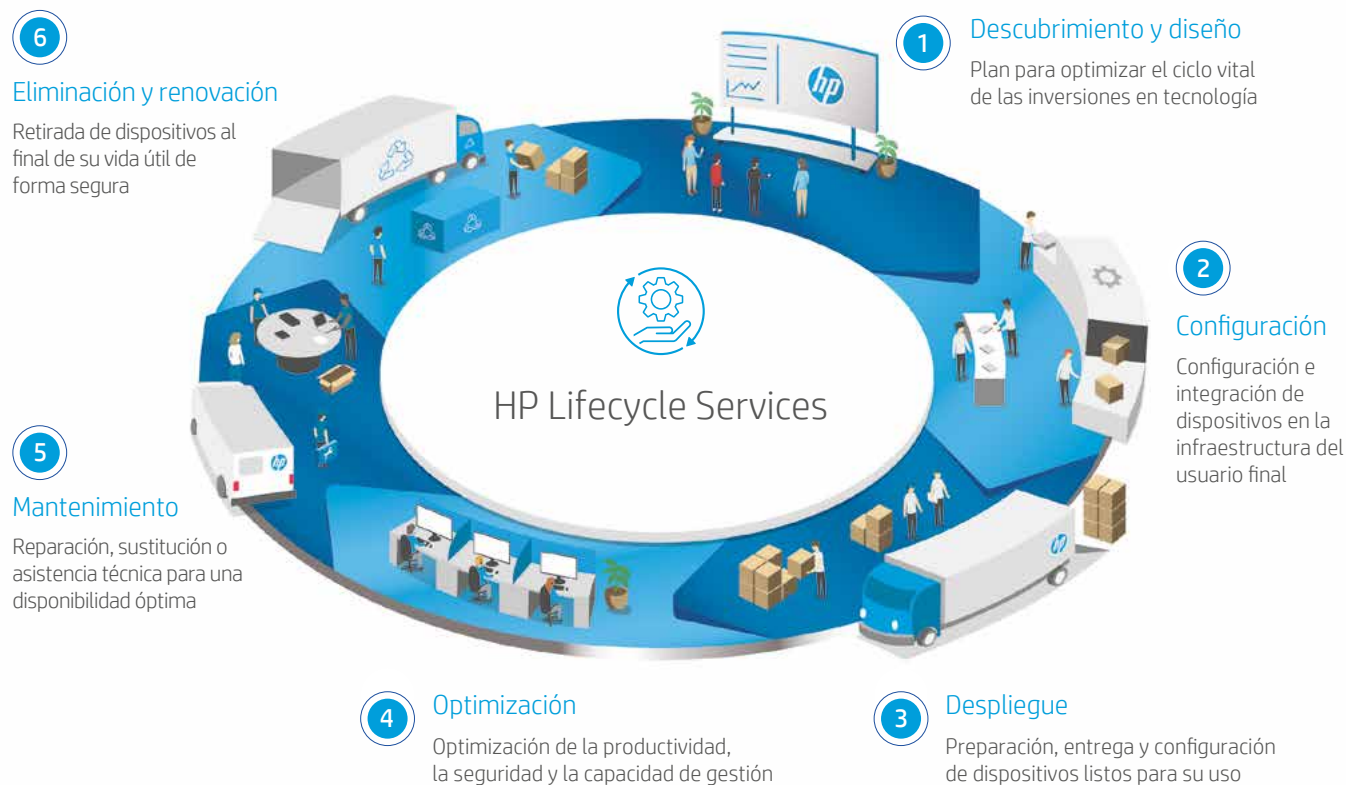 1
Descubrimiento y diseño
Plan para optimizar el ciclo vital
de las inversiones en tecnología
2
Configuración
Configuración e
integración de
dispositivos en la
infraestructura del
usuario final
3
Despliegue
Preparación, entrega y configuración
de dispositivos listos para su uso
4
Optimización
Optimización de la productividad,
la seguridad y la capacidad de gestión
5
Mantenimiento
Reparación, sustitución o
asistencia técnica para una
disponibilidad óptima
6
Eliminación y renovación
Retirada de dispositivos al
final de su vida útil de
forma segura
hp
HP Lifecycle Services
hp
hp